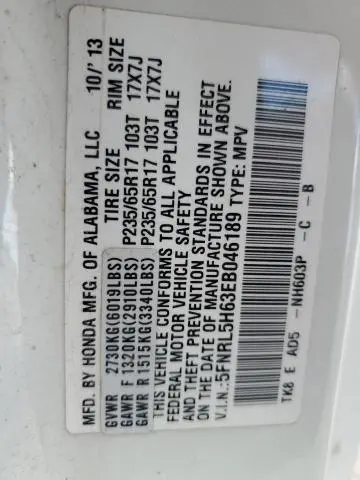 MFD. BY HONDA MFG. OF ALABAMA, LLC 10/'13
TIRE SIZE RIM SIZE
GVWR 2730KG(6019LBS)
GAWR F 1320KG(2910LBS) P235/65R17 103T 17X7J
GAWR R 1515KG(3340LBS) P235/65R17 103T 17X7J
THIS VEHICLE CONFORMS TO ALL APPLICABLE
FEDERAL MOTOR VEHICLE SAFETY
AND THEFT PREVENTION STANDARDS IN EFFECT
ON THE DATE OF MANUFACTURE SHOWN ABOVE.
V.I.N.:5FNRL5H63EB046189 TYPE: MPV
TK8 E AD5 -NH603P -C -B